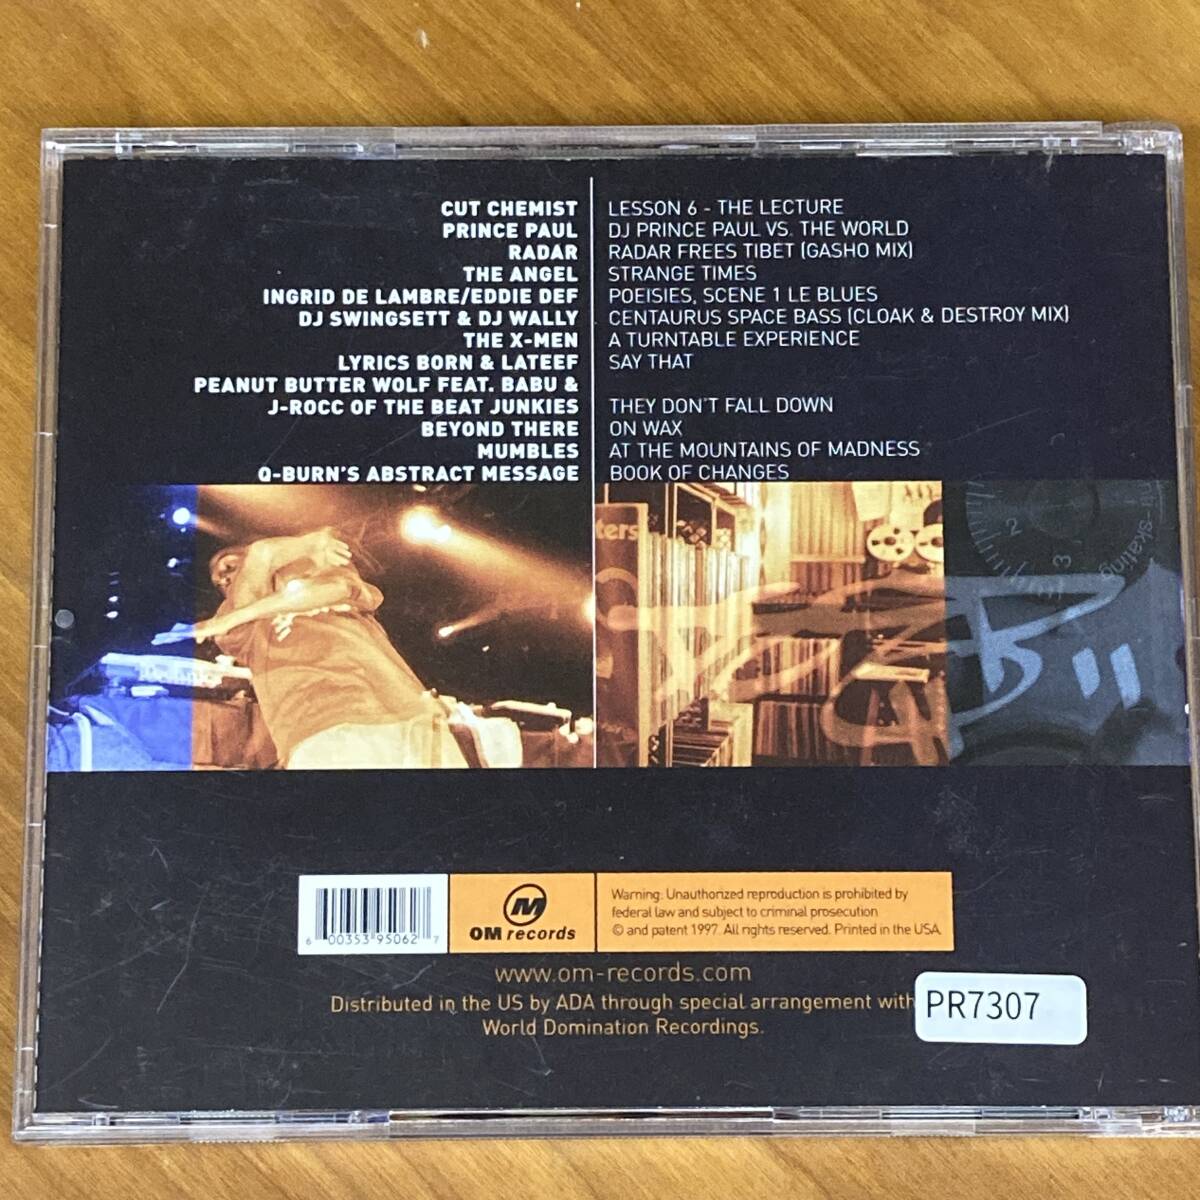 CUT CHEMIST LESSON 6 - THE LECTURE
PRINCE PAUL DJ PRINCE PAUL VS. THE WORLD
RADAR RADAR FREES TIBET (GASHO MIX)
THE ANGEL STRANGE TIMES
INGRID DE LAMBRE/EDDIE DEF POEISIES, SCENE 1 LE BLUES
DJ SWINGSETT & DJ WALLY CENTAURUS SPACE BASS (CLOAK & DESTROY MIX)
THE X-MEN A TURNTABLE EXPERIENCE
LYRICS BORN & LATEEF SAY THAT
PEANUT BUTTER WOLF FEAT. BABU &
J-ROCC OF THE BEAT JUNKIES THEY DON'T FALL DOWN
BEYOND THERE ON WAX
MUMBLES AT THE MOUNTAINS OF MADNESS
Q-BURN'S ABSTRACT MESSAGE BOOK OF CHANGES
ters
2
3
skating
6 00353 95062 7
OM records
Warning: Unauthorized reproduction is prohibited by
federal law and subject to criminal prosecution
© and patent 1997. All rights reserved. Printed in the USA.
www.om-records.com
Distributed in the US by ADA through special arrangement with
World Domination Recordings.
PR7307